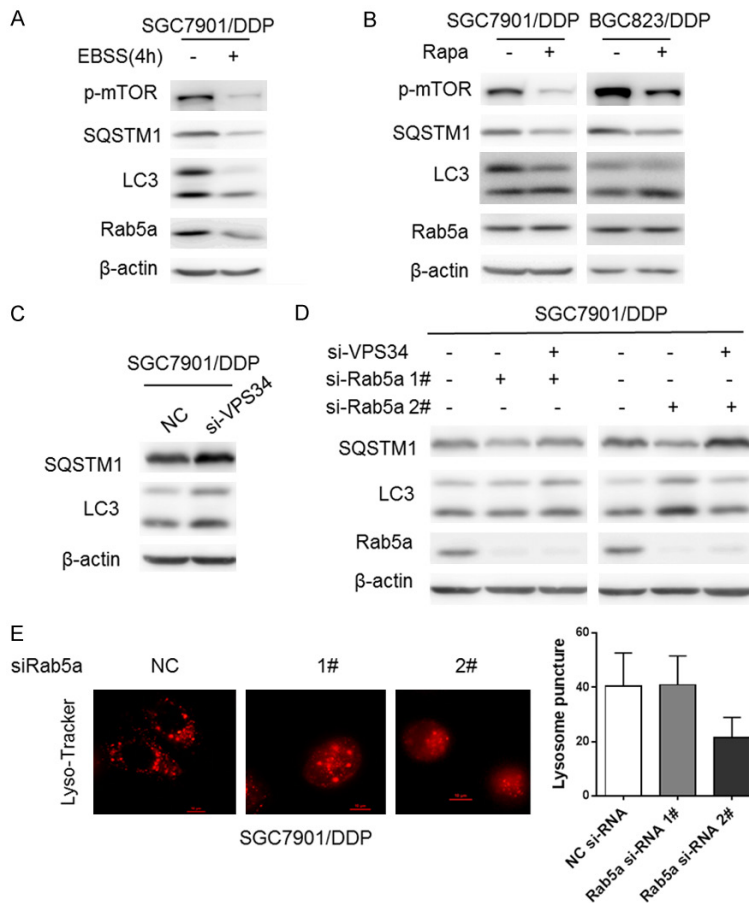 A
SGC7901/DDP
EBSS(4h) - +
p-mTOR
SQSTM1
LC3
Rab5a
β-actin
B
SGC7901/DDP BGC823/DDP
Rapa - + - +
p-mTOR
SQSTM1
LC3
Rab5a
β-actin
C
SGC7901/DDP
NC si-VPS34
SQSTM1
LC3
β-actin
D
SGC7901/DDP
si-VPS34 - - + - - +
si-Rab5a 1# - + + - - -
si-Rab5a 2# - - - - + +
SQSTM1
LC3
Rab5a
β-actin
E
siRab5a NC 1# 2#
Lyso-Tracker
SGC7901/DDP
Lysosome puncture
60
40
20
0
NC si-RNA
Rab5a si-RNA 1#
Rab5a si-RNA 2#